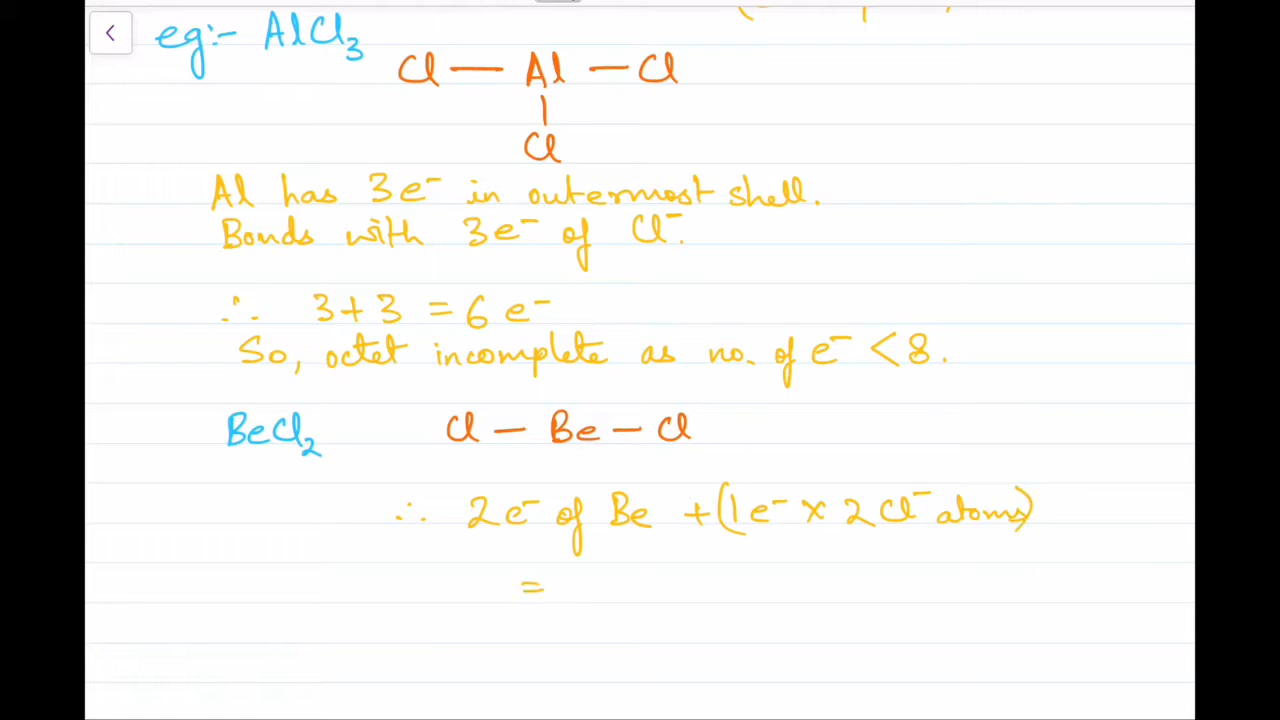 eg:- AlCl3
Cl — Al — Cl
|
Cl
Al has 3e⁻ in outermost shell.
Bonds with 3e⁻ of Cl⁻.
∴ 3+3 = 6 e⁻
So, octet incomplete as no. of e⁻ < 8.
BeCl2 Cl — Be — Cl
∴ 2e⁻ of Be + (1e⁻ × 2 Cl⁻ atoms)
=